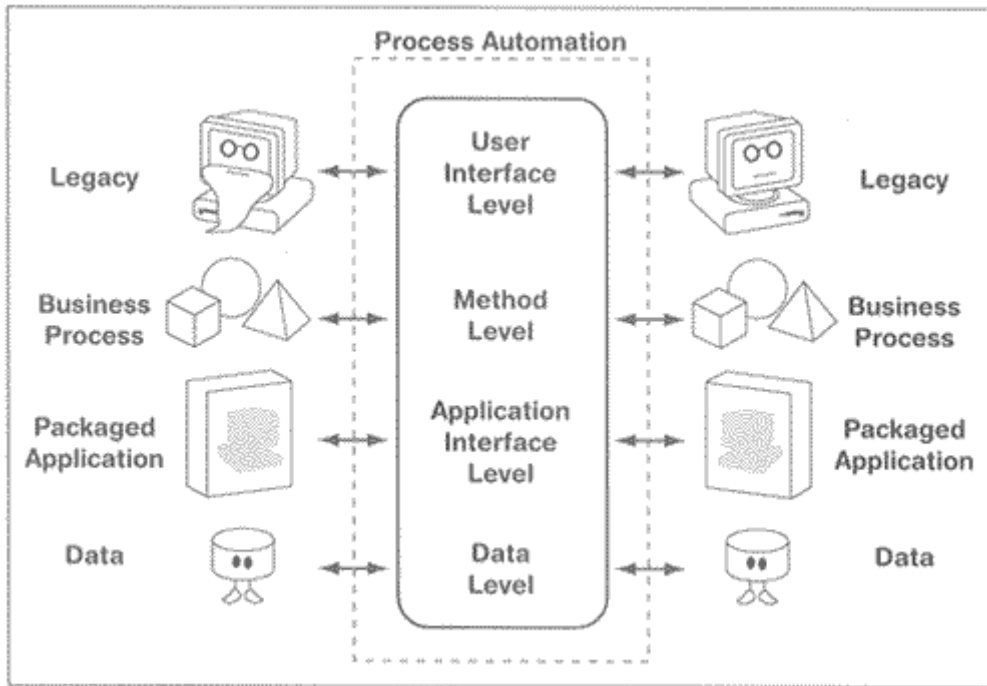 Process Automation
Legacy
User
Interface
Level
Legacy
Business
Process
Method
Level
Business
Process
Packaged
Application
Application
Interface
Level
Packaged
Application
Data
Data
Level
Data